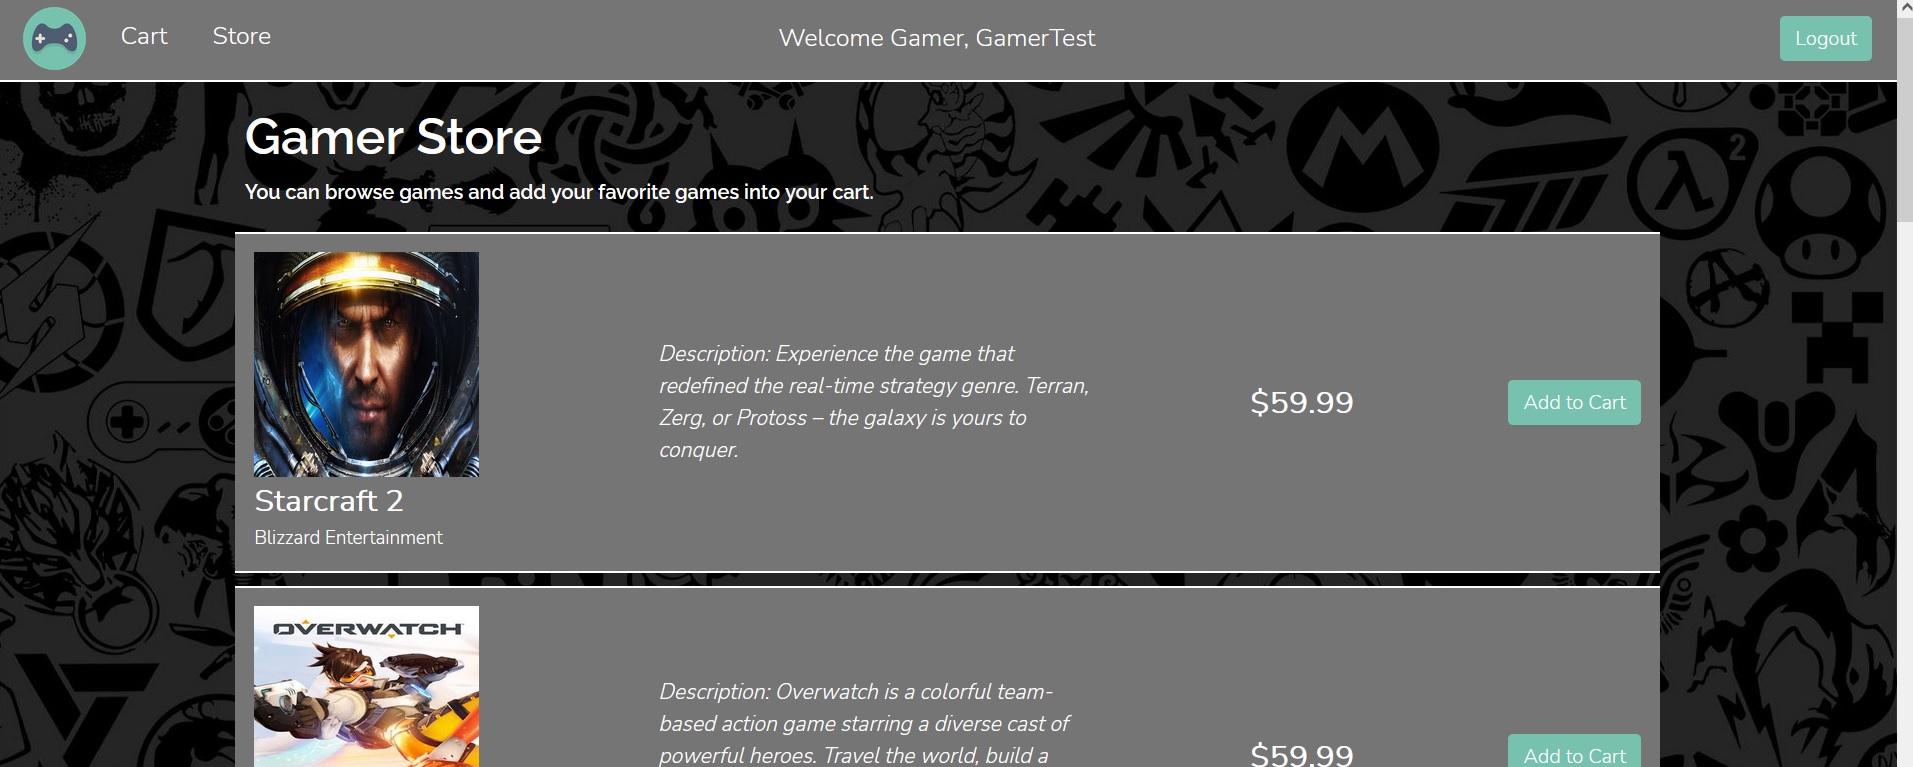 Cart Store Welcome Gamer, GamerTest Logout
Gamer Store
You can browse games and add your favorite games into your cart.
Description: Experience the game that
redefined the real-time strategy genre. Terran,
Zerg, or Protoss – the galaxy is yours to
conquer.
$59.99
Add to Cart
Starcraft 2
Blizzard Entertainment
OVERWATCH
Description: Overwatch is a colorful team-
based action game starring a diverse cast of
powerful heroes. Travel the world, build a
$59.99
Add to Cart
2